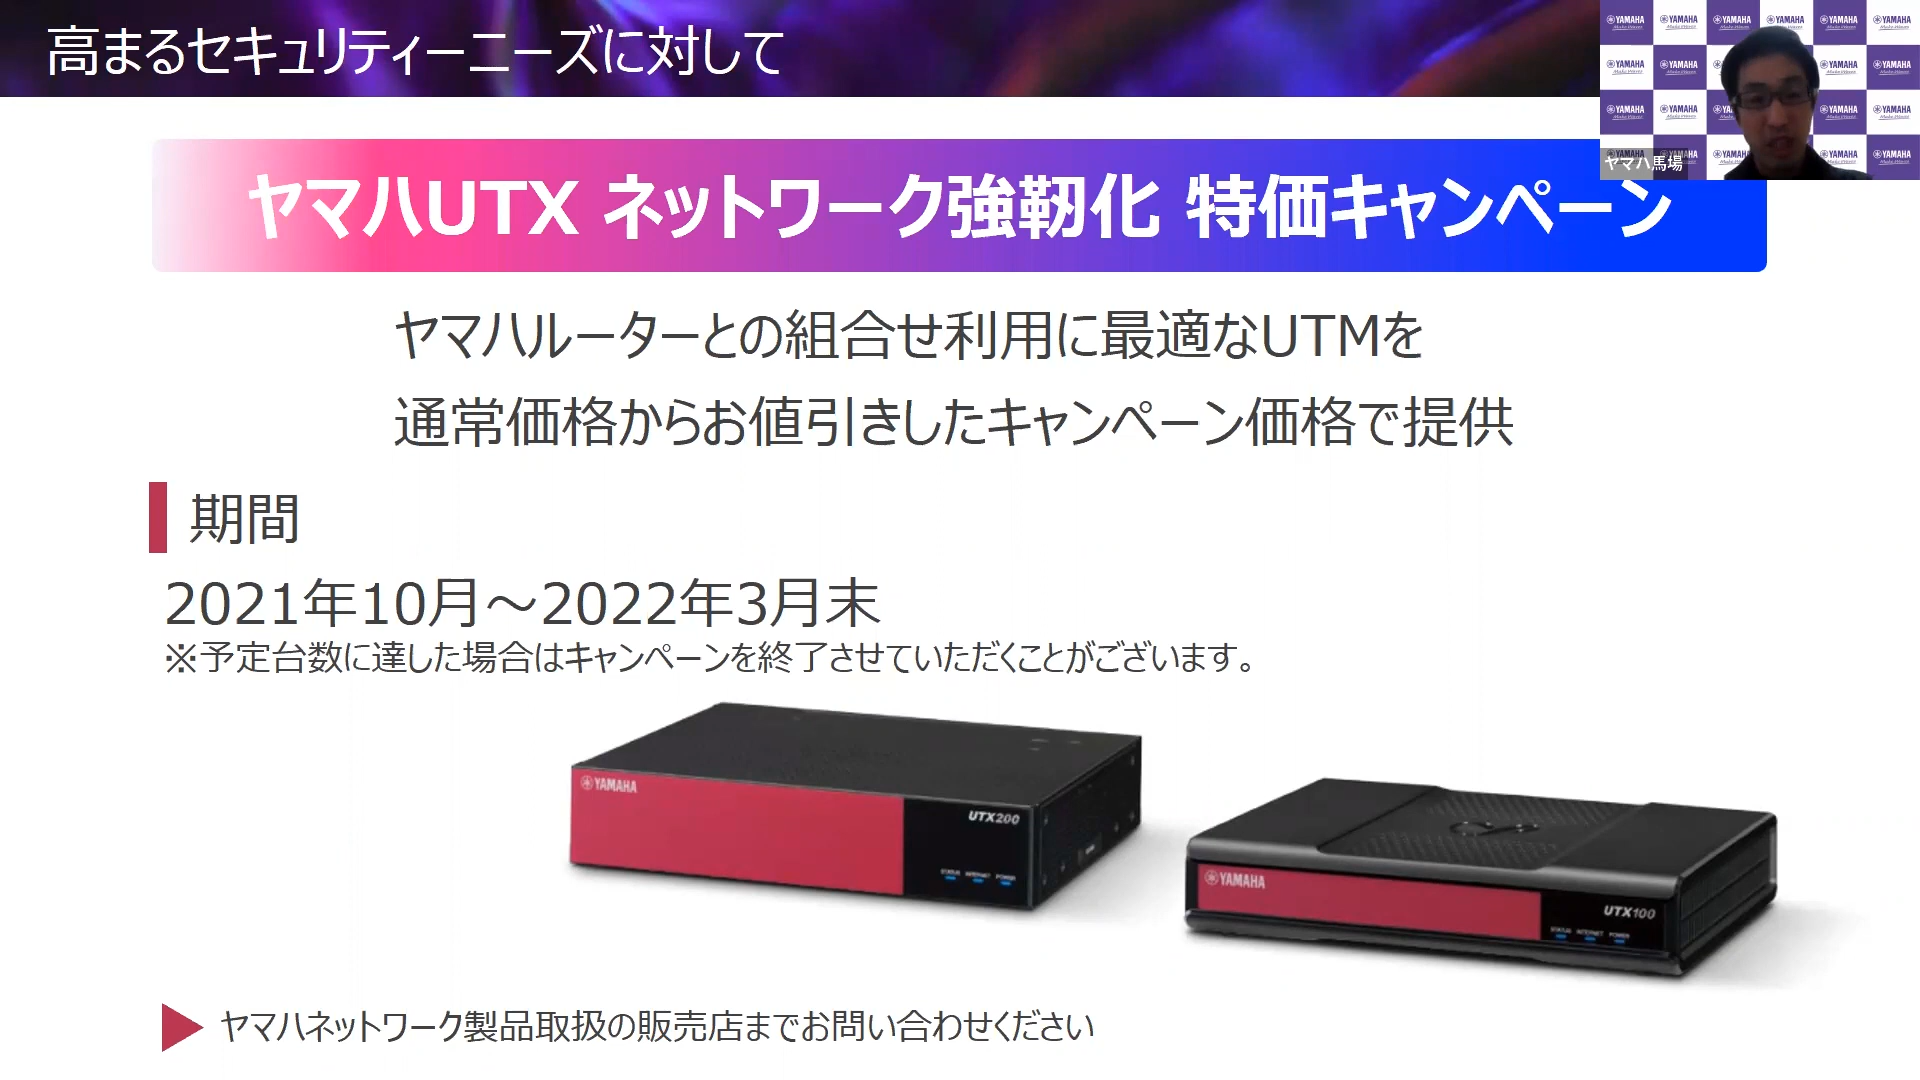 高まるセキュリティーニーズに対して
ヤマハ馬場
ヤマハUTX ネットワーク強靭化 特価キャンペーン
ヤマハルーターとの組合せ利用に最適なUTMを
通常価格からお値引きしたキャンペーン価格で提供
期間
2021年10月～2022年3月末
※予定台数に達した場合はキャンペーンを終了させていただくことがございます。
YAMAHA
UTX200
STATUS INTERNET POWER
YAMAHA
UTX100
STATUS INTERNET POWER
ヤマハネットワーク製品取扱の販売店までお問い合わせください